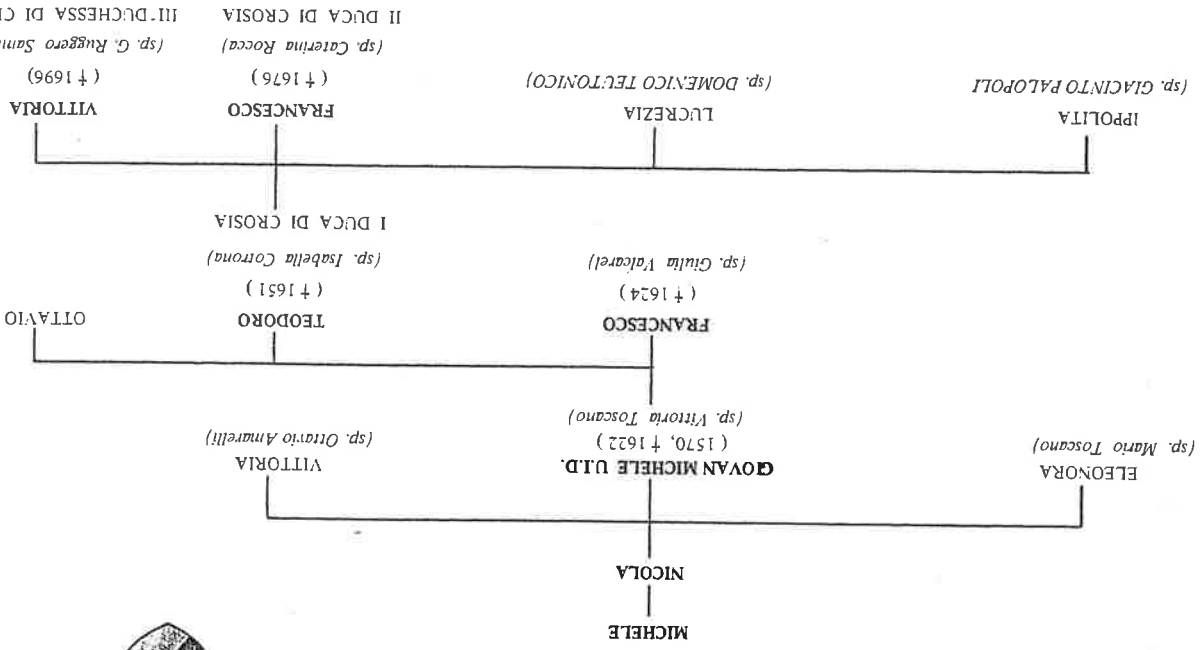 MICHELE
NICOLA
ELEONORA
(sp. Mario Toscano)
GIOVAN MICHELE U.I.D.
( 1570, † 1622 )
(sp. Vittoria Toscano)
VITTORIA
(sp. Ottavio Amarelli)
FRANCESCO
( † 1624 )
(sp. Giulia Valcarel)
TEODORO
( † 1651 )
(sp. Isabella Cotrona)
I DUCA DI CROSIA
OTTAVIO
IPPOLITA
(sp. GIACINTO PALOPOLI)
LUCREZIA
(sp. DOMENICO TEUTONICO)
FRANCESCO
( † 1676 )
(sp. Caterina Rocca)
II DUCA DI CROSIA
VITTORIA
( † 1696)
(sp. G. Ruggero
III DUCHESSA DI